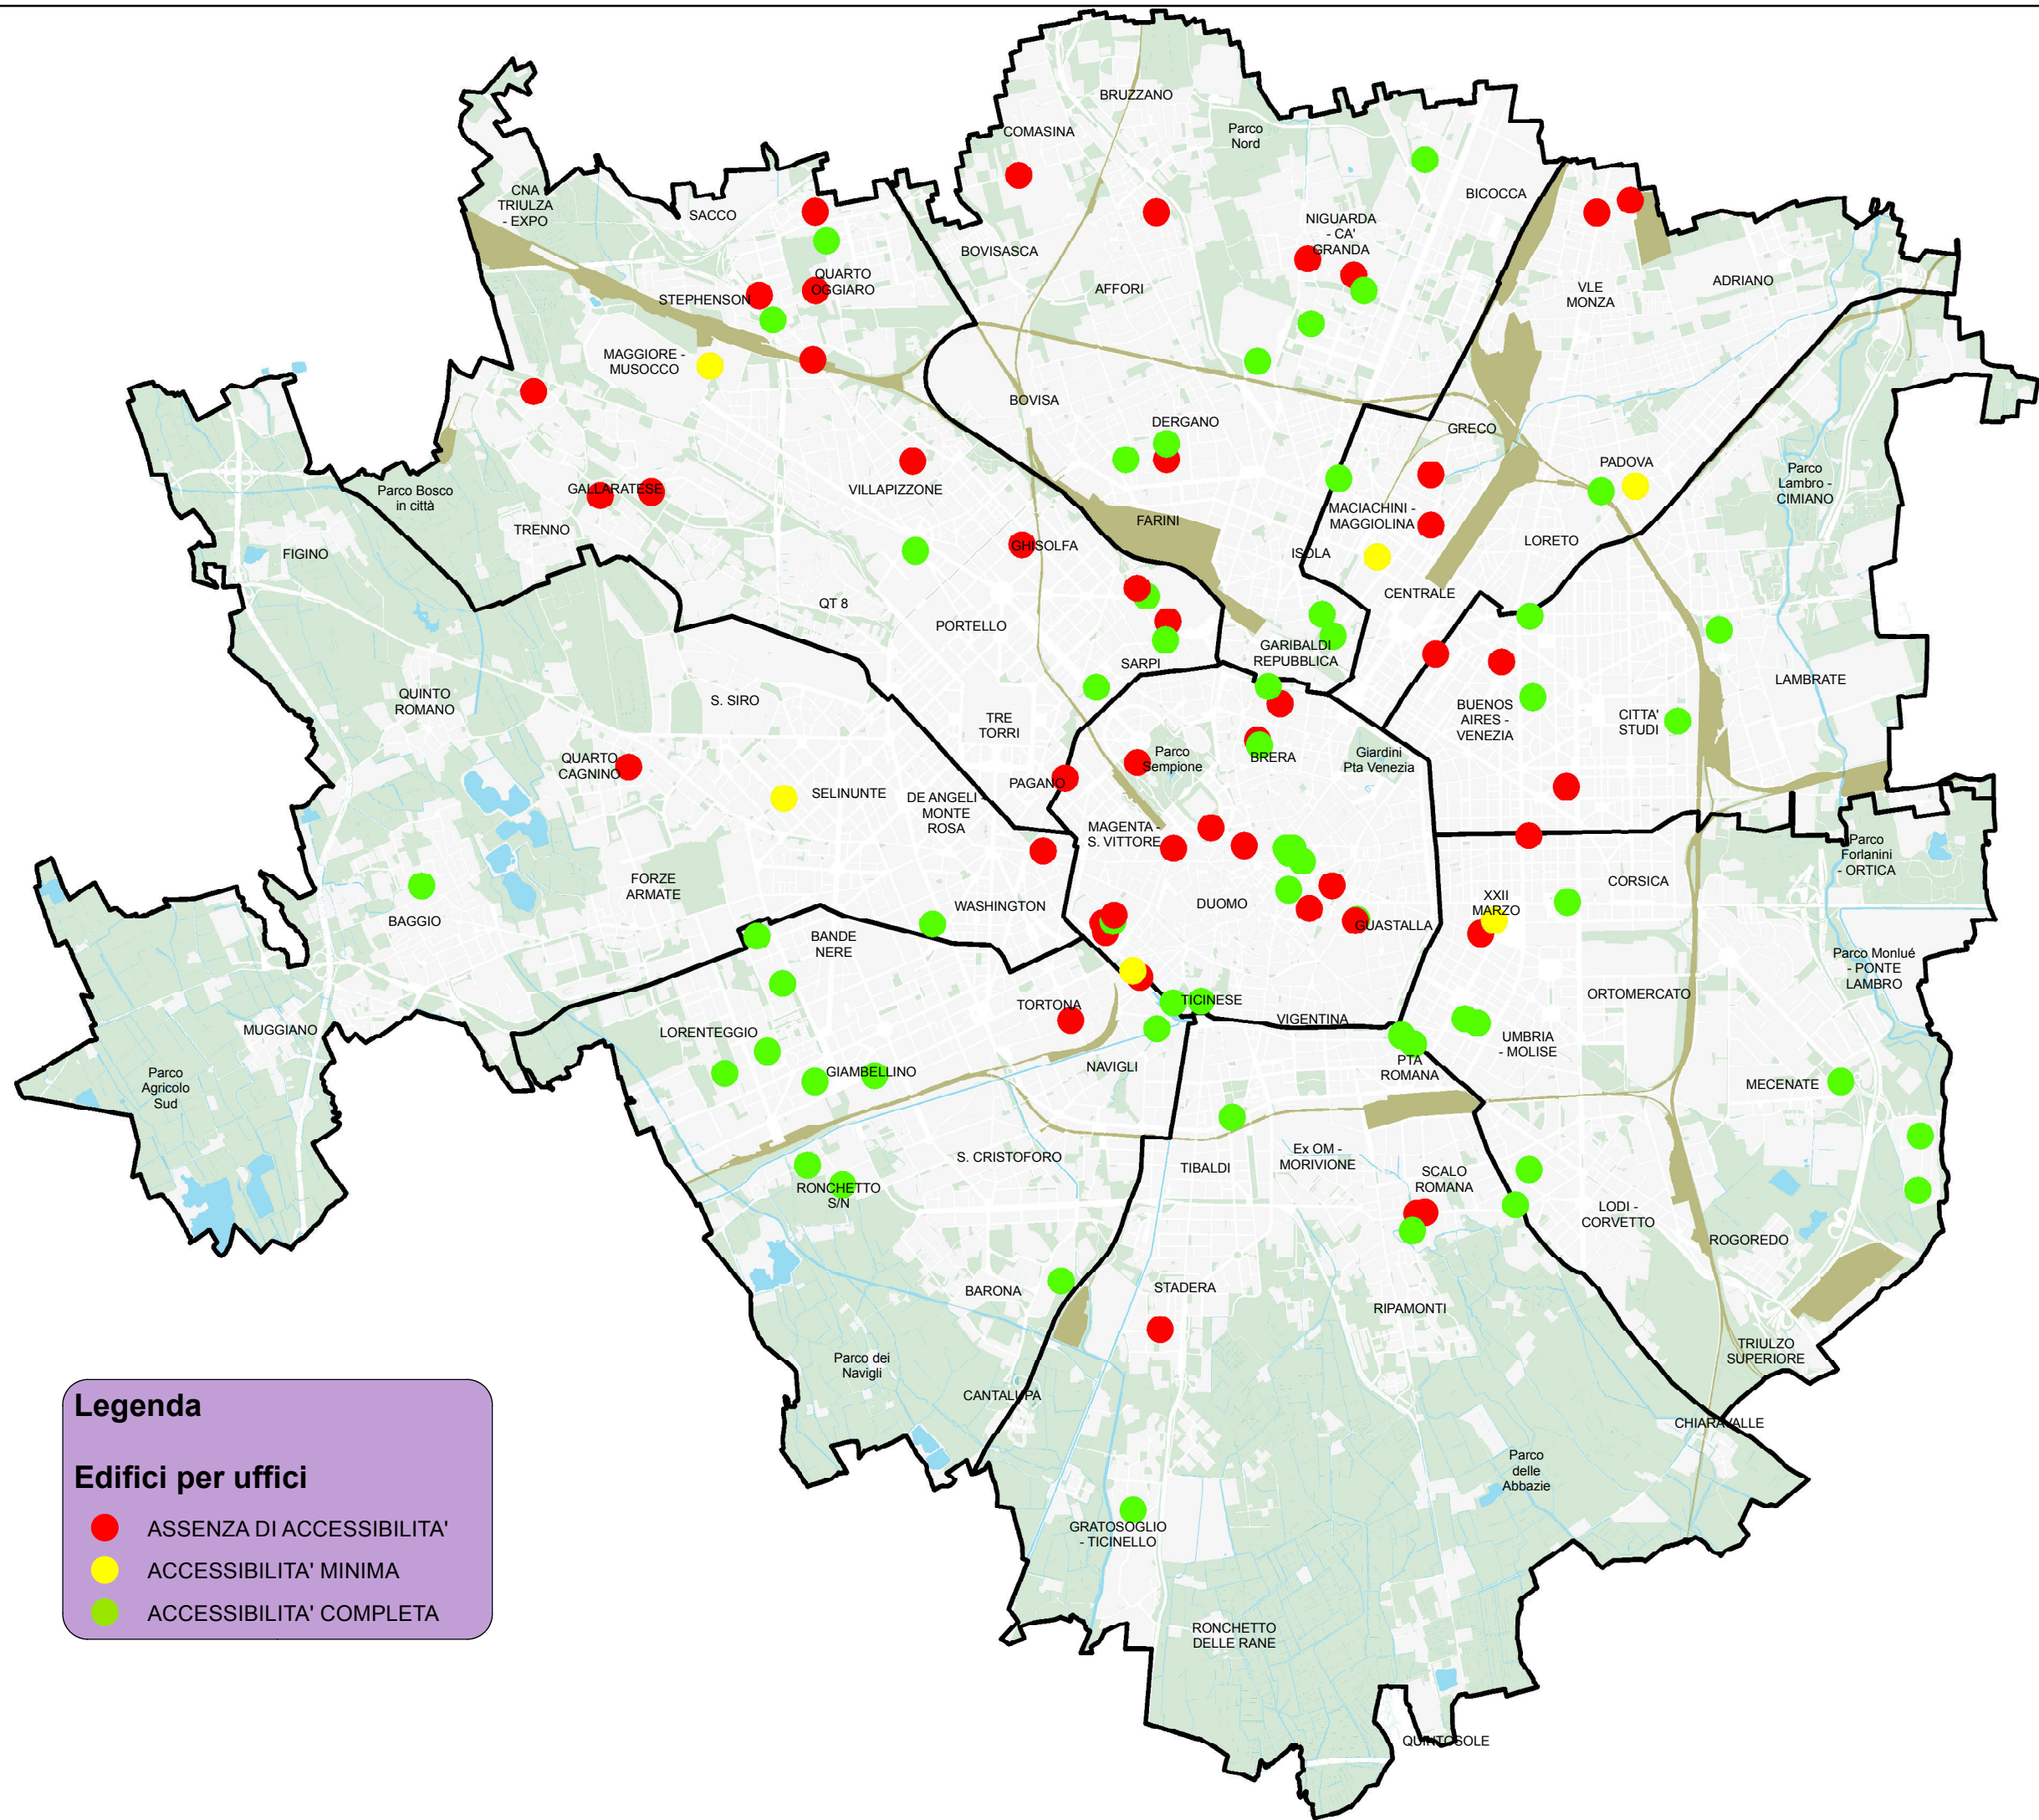 BRUZZANO
COMASINA
Parco
Nord
CNA
TRIULZA
- EXPO
SACCO
BICOCCA
NIGUARDA
- CA'
GRANDA
BOVISASCA
QUARTO
OGGIARO
AFFORI
STEPHENSON
VLE
MONZA
ADRIANO
MAGGIORE -
MUSOCCO
BOVISA
DERGANO
GRECO
PADOVA
Parco
Lambro -
CIMIANO
Parco Bosco
in città
GALLARATESE
VILLAPIZZONE
MACIACHINI -
MAGGIOLINA
FARINI
TRENNO
LORETO
FIGINO
GHISOLFA
ISOLA
CENTRALE
QT 8
PORTELLO
GARIBALDI
REPUBBLICA
SARPI
LAMBRATE
QUINTO
ROMANO
S. SIRO
BUENOS
AIRES -
VENEZIA
CITTA'
STUDI
TRE
TORRI
Parco
Sempione
BRERA
Giardini
Pta Venezia
QUARTO
CAGNINO
PAGANO
SELINUNTE
DE ANGELI -
MONTE
ROSA
MAGENTA -
S. VITTORE
Parco
Forlanini
- ORTICA
FORZE
ARMATE
CORSICA
WASHINGTON
DUOMO
XXII
MARZO
BAGGIO
GUASTALLA
BANDE
NERE
Parco Monlué
- PONTE
LAMBRO
ORTOMERCATO
TORTONA
TICINESE
VIGENTINA
MUGGIANO
LORENTEGGIO
UMBRIA
- MOLISE
GIAMBELLINO
NAVIGLI
PTA
ROMANA
MECENATE
Parco
Agricolo
Sud
S. CRISTOFORO
TIBALDI
Ex OM -
MORIVIONE
SCALO
ROMANA
RONCHETTO
S/N
LODI -
CORVETTO
ROGOREDO
BARONA
STADERA
RIPAMONTI
TRIULZO
SUPERIORE
Parco dei
Navigli
CANTALUPA
CHIARAVALLE
Parco
delle
Abbazie
GRATOSOGLIO
- TICINELLO
RONCHETTO
DELLE RANE
QUINTOSOLE
Legenda
Edifici per uffici
ASSENZA DI ACCESSIBILITA'
ACCESSIBILITA' MINIMA
ACCESSIBILITA' COMPLETA